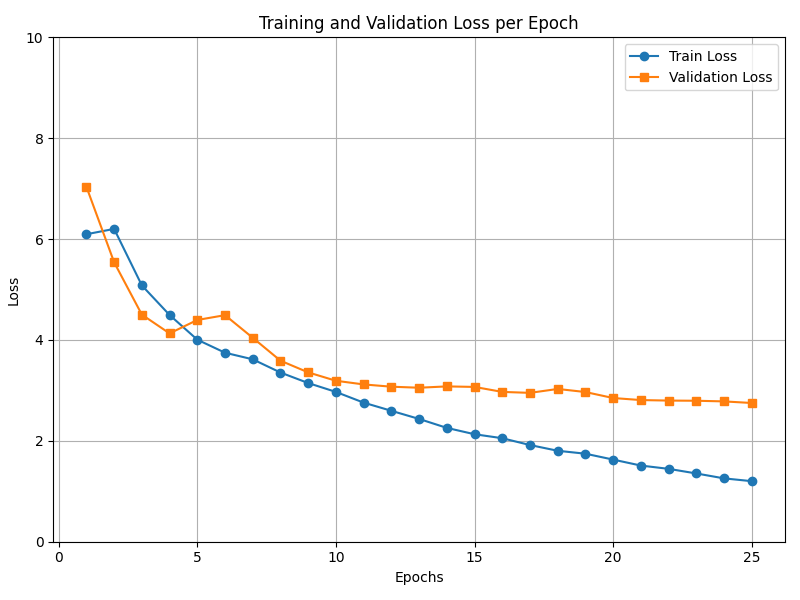 Training and Validation Loss per Epoch
Train Loss
Validation Loss
Loss
10
8
6
4
2
0
0 5 10 15 20 25
Epochs